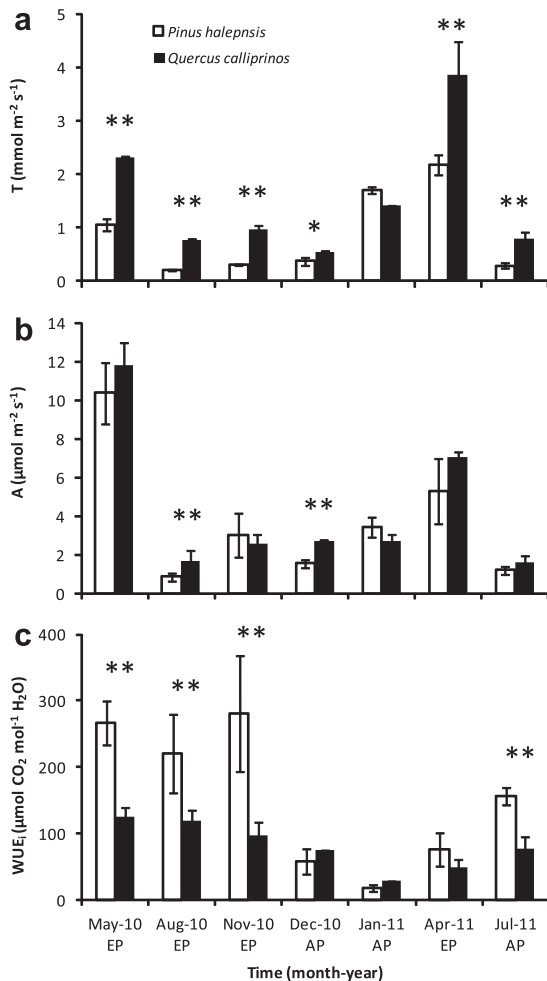 a
Pinus halepnsis
Quercus calliprinos
T (mmol m⁻² s⁻¹)
5
4
3
2
1
0
**
**
**
*
**
**
b
A (µmol m⁻² s⁻¹)
14
12
10
8
6
4
2
0
**
**
c
WUEᵢ (µmol CO₂ mol⁻¹ H₂O)
400
300
200
100
0
**
**
**
**
May-10 Aug-10 Nov-10 Dec-10 Jan-11 Apr-11 Jul-11
EP EP EP AP AP EP AP
Time (month-year)